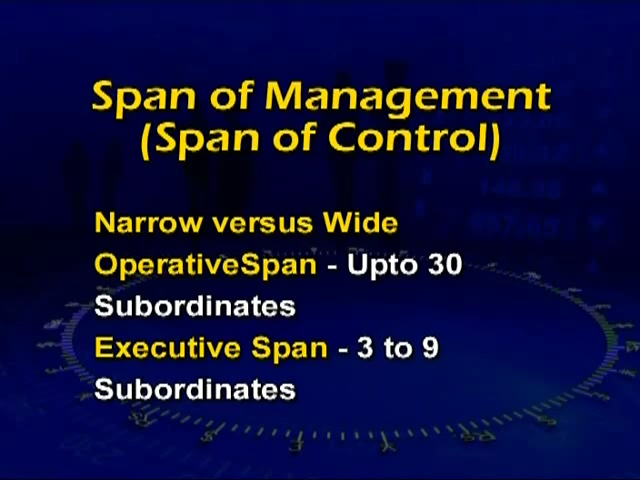 Span of Management
(Span of Control)
Narrow versus Wide
OperativeSpan - Upto 30
Subordinates
Executive Span - 3 to 9
Subordinates